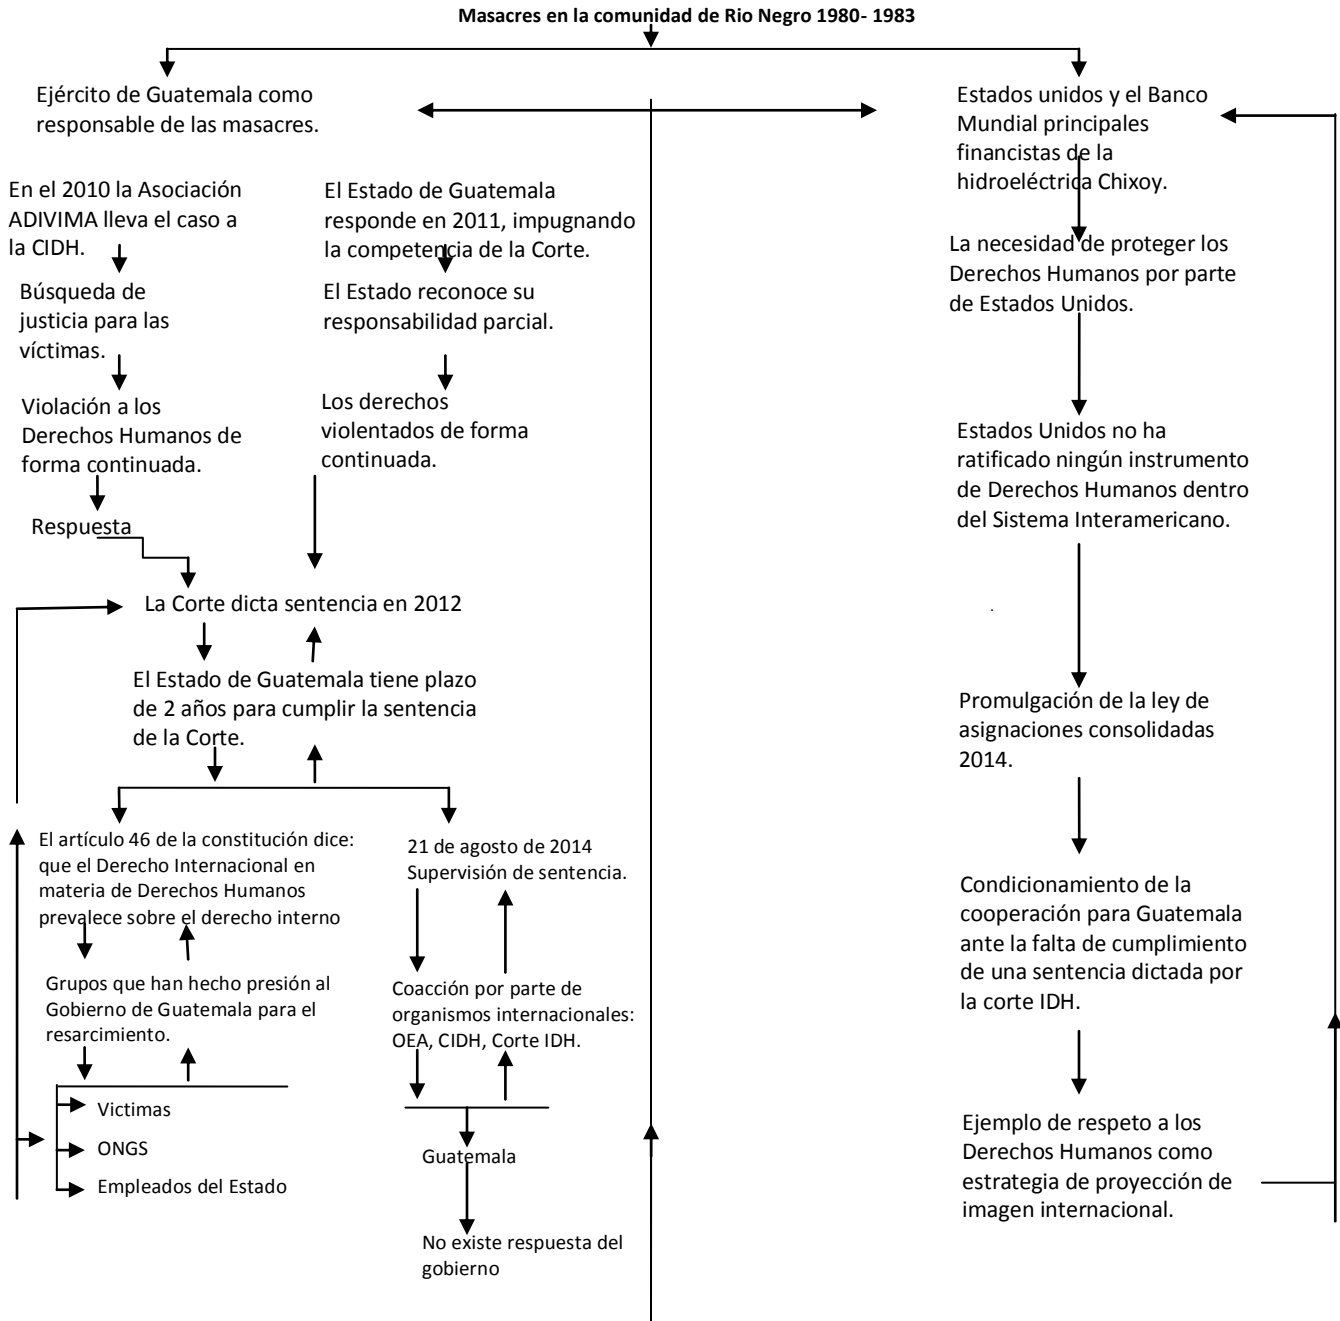 Masacres en la comunidad de Rio Negro 1980- 1983
Ejército de Guatemala como
responsable de las masacres.
En el 2010 la Asociación
ADIVIMA lleva el caso a
la CIDH.
Búsqueda de
justicia para las
víctimas.
Violación a los
Derechos Humanos de
forma continuada.
Respuesta
El Estado de Guatemala
responde en 2011, impugnando
la competencia de la Corte.
El Estado reconoce su
responsabilidad parcial.
Los derechos
violentados de forma
continuada.
La Corte dicta sentencia en 2012
El Estado de Guatemala tiene plazo
de 2 años para cumplir la sentencia
de la Corte.
El artículo 46 de la constitución dice:
que el Derecho Internacional en
materia de Derechos Humanos
prevalece sobre el derecho interno
Grupos que han hecho presión al
Gobierno de Guatemala para el
resarcimiento.
Victimas
ONGS
Empleados del Estado
21 de agosto de 2014
Supervisión de sentencia.
Coacción por parte de
organismos internacionales:
OEA, CIDH, Corte IDH.
Guatemala
No existe respuesta del
gobierno
Estados unidos y el Banco
Mundial principales
financistas de la
hidroeléctrica Chixoy.
La necesidad de proteger los
Derechos Humanos por parte
de Estados Unidos.
Estados Unidos no ha
ratificado ningún instrumento
de Derechos Humanos dentro
del Sistema Interamericano.
Promulgación de la ley de
asignaciones consolidadas
2014.
Condicionamiento de la
cooperación para Guatemala
ante la falta de cumplimiento
de una sentencia dictada por
la corte IDH.
Ejemplo de respeto a los
Derechos Humanos como
estrategia de proyección de
imagen internacional.